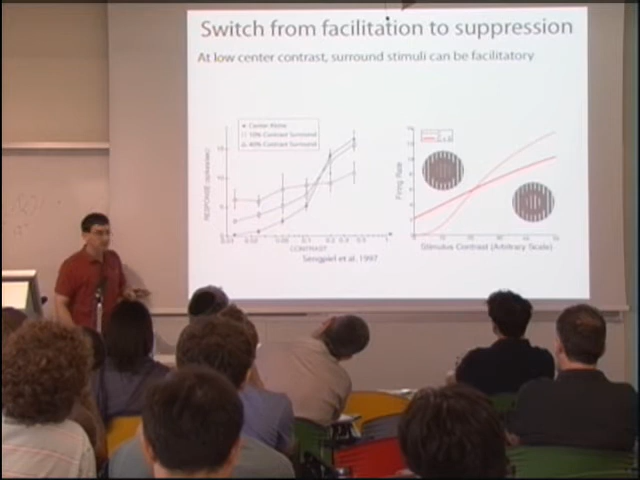 Switch from facilitation to suppression
At low center contrast, surround stimuli can be facilitatory
Center Alone
10% Contrast Surround
40% Contrast Surround
RESPONSE
CONTRAST
Sengpiel et al. 1997
Firing Rate
Stimulus Contrast (Arbitrary Scale)